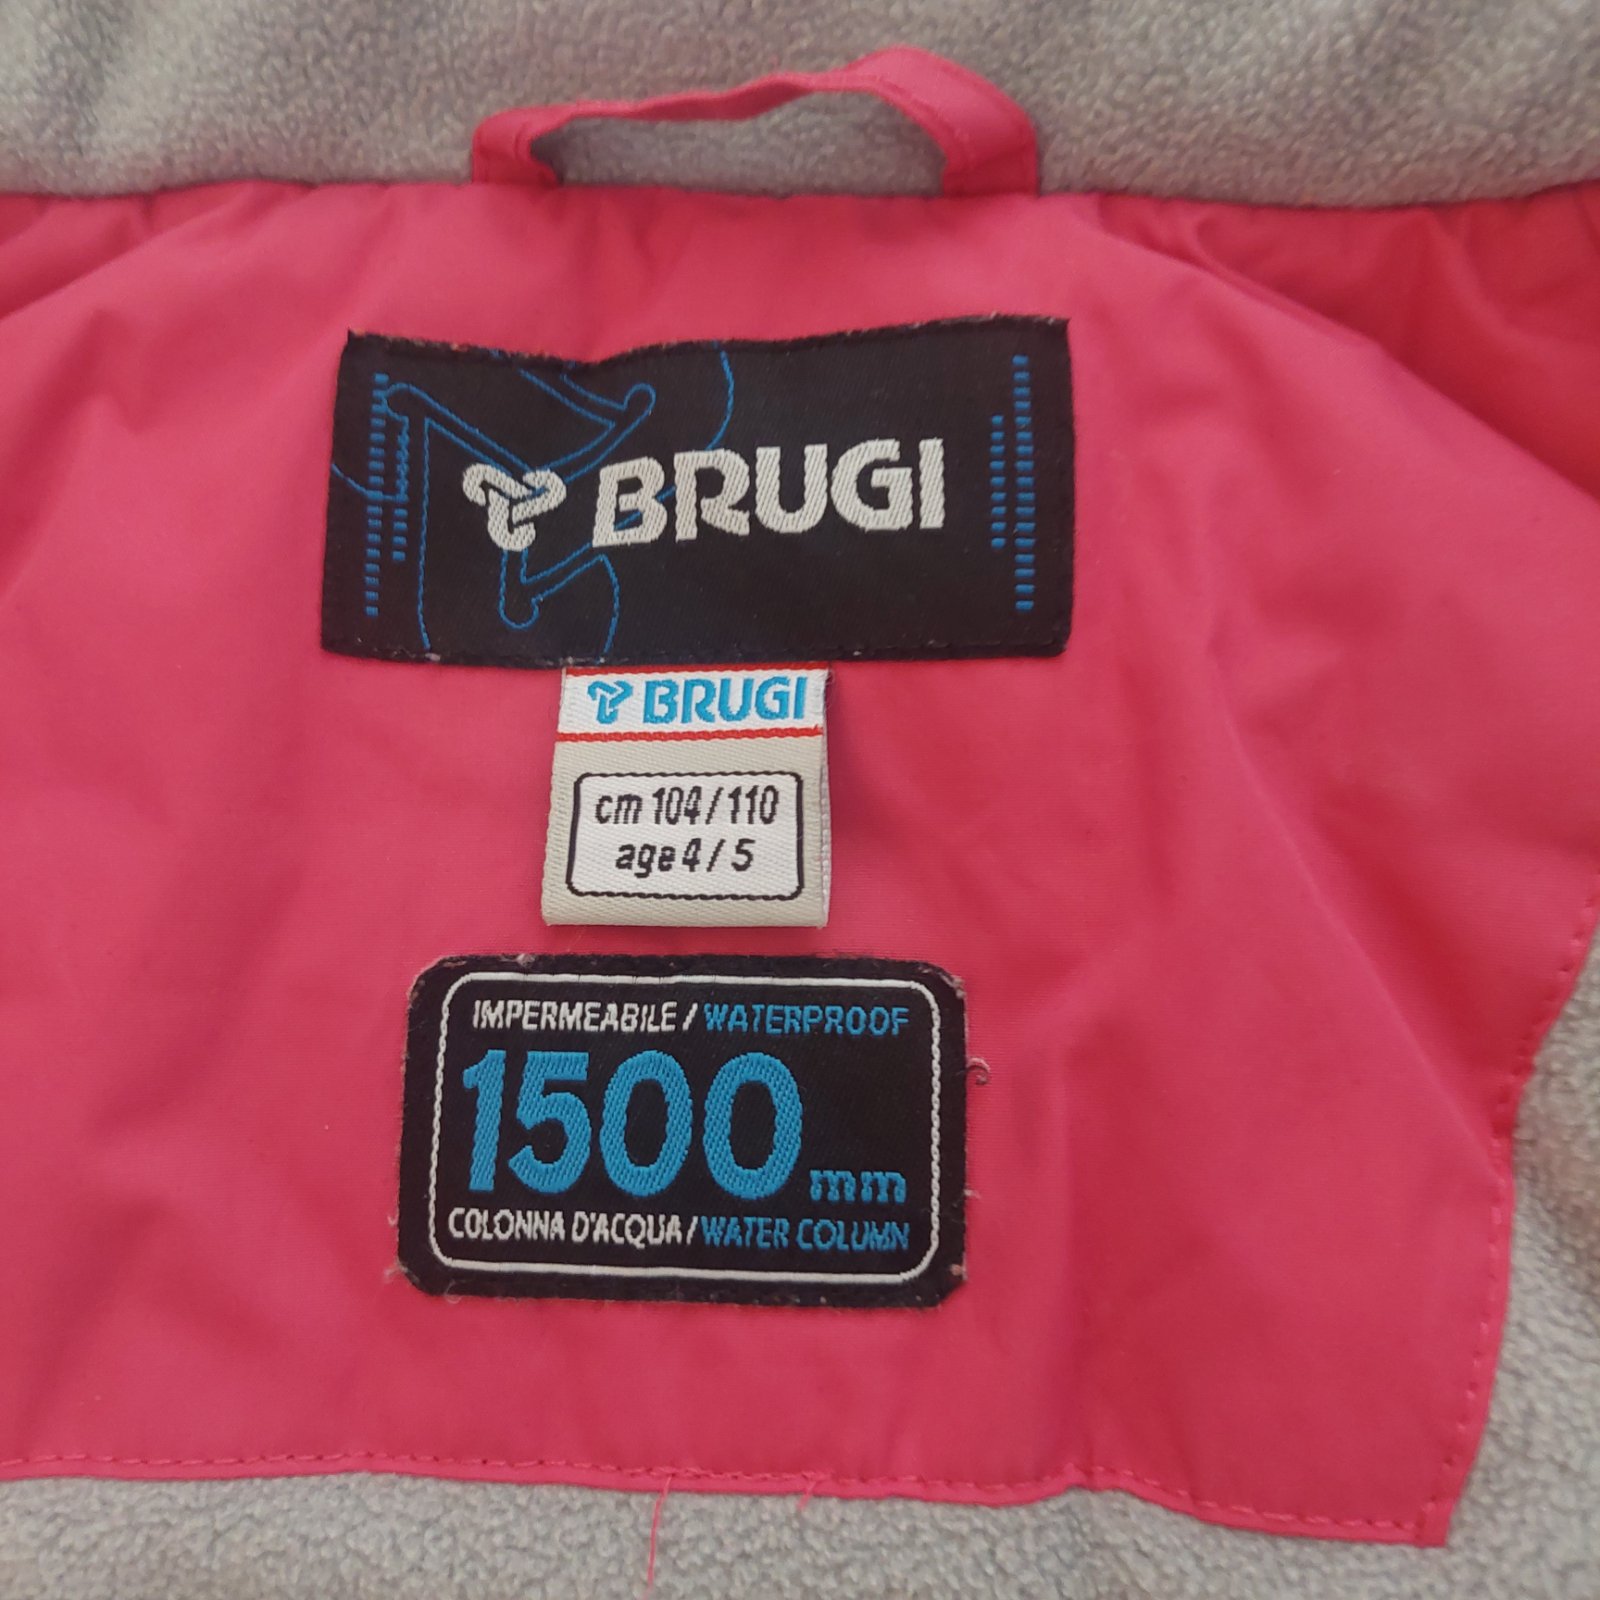 BRUGI
BRUGI
cm 104/110
age 4/5
IMPERMEABILE/WATERPROOF
1500 mm
COLONNA D'ACQUA/WATER COLUMN